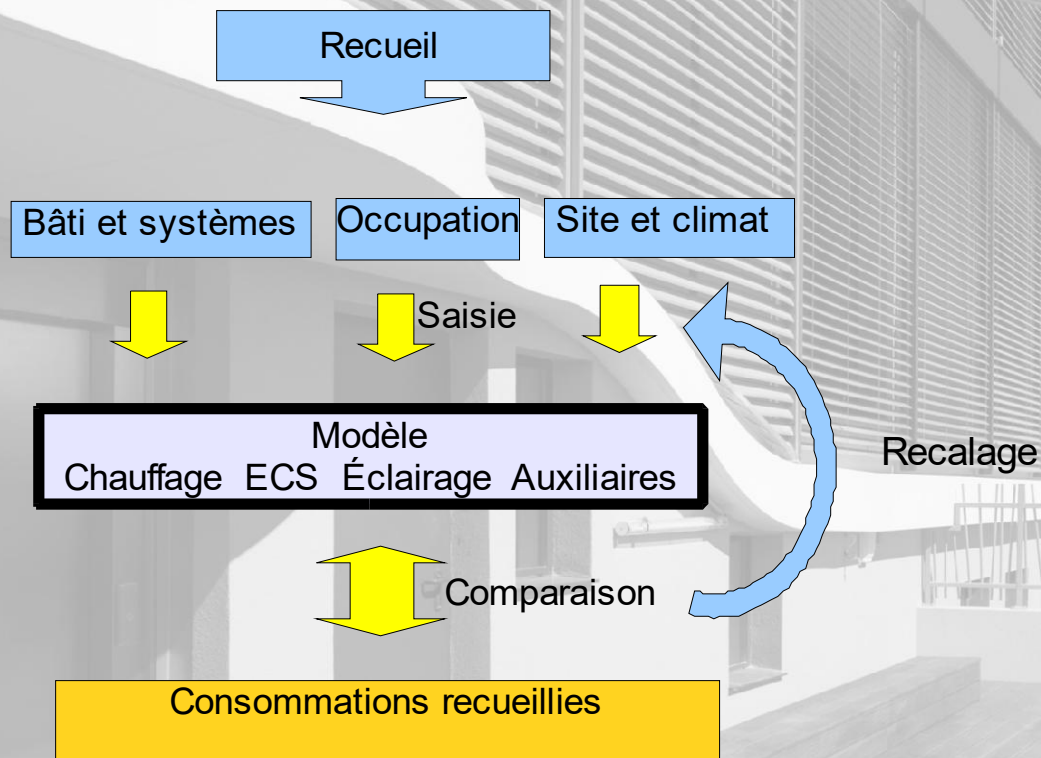 Recueil
Bâti et systèmes
Occupation
Site et climat
Saisie
Modèle
Chauffage ECS Éclairage Auxiliaires
Recalage
Comparaison
Consommations recueillies